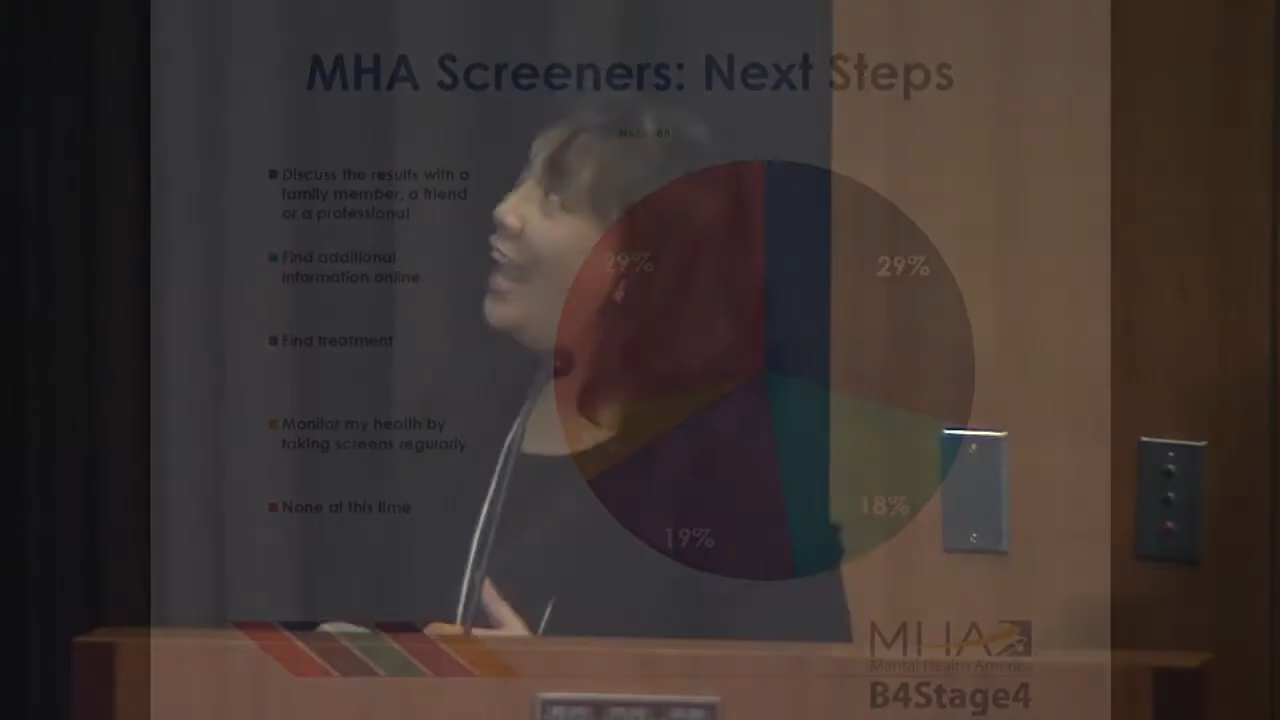 MHA Screeners: Next Steps
Discuss the results with a
family member, a friend
or a professional
Find additional
information online
Find treatment
Monitor my health by
taking screens regularly
None at this time
29%
29%
18%
19%
MHA
Mental Health America
B4Stage4